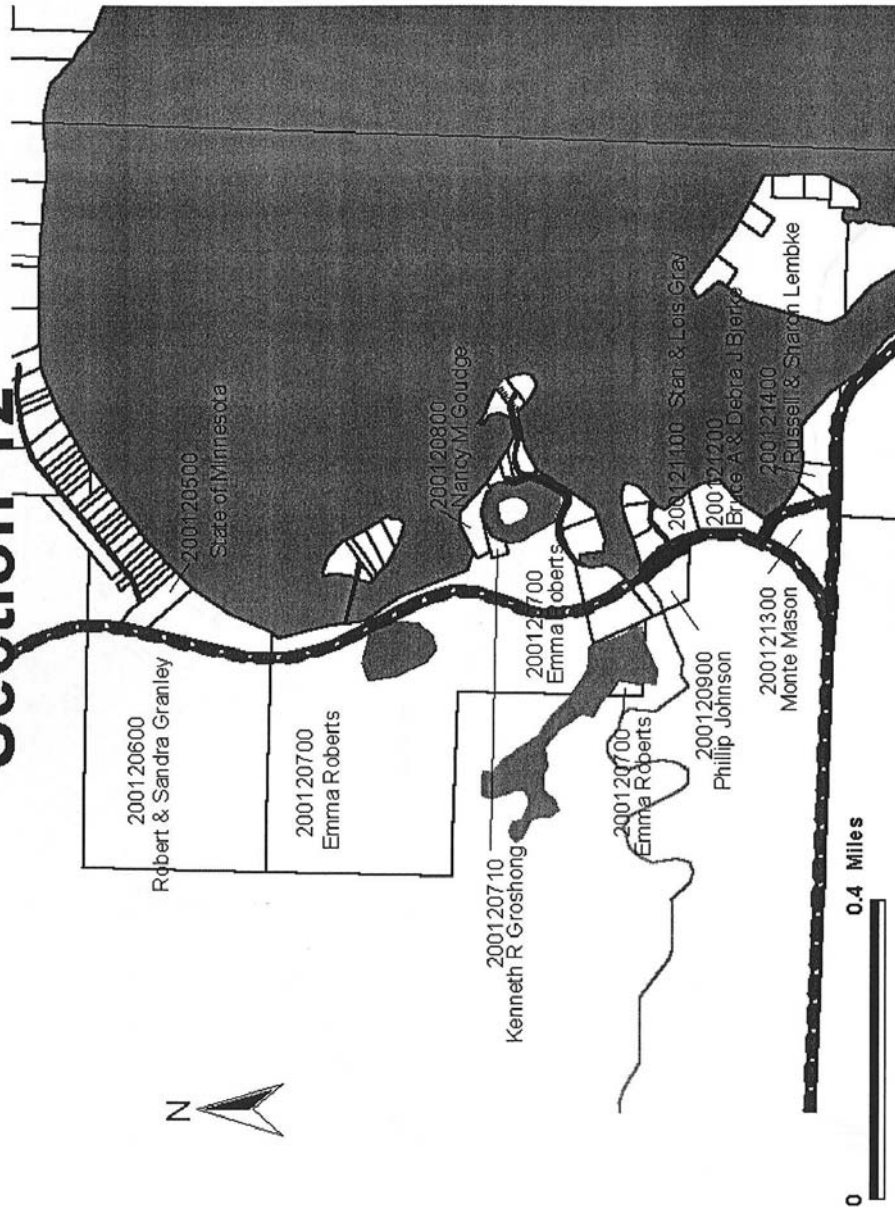 Section 12
200120500
State of Minnesota
200120600
Robert & Sandra Granley
200120700
Emma Roberts
200120800
Nancy M Goudge
200120700
Emma Roberts
200120710
Kenneth R Groshong
200120700
Emma Roberts
200121100 Stan & Lois Gray
200121200
Bruce A & Debra J Bjerke
200120900
Phillip Johnson
200121400
Russell & Sharon Lembke
200121300
Monte Mason
N
0
0.4 Miles